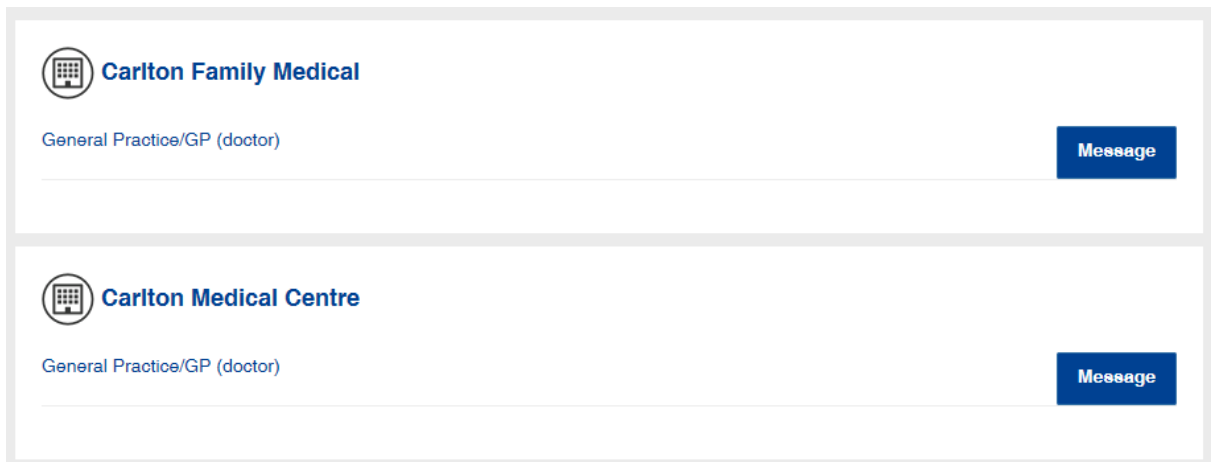 Carlton Family Medical
General Practice/GP (doctor)
Message
Carlton Medical Centre
General Practice/GP (doctor)
Message